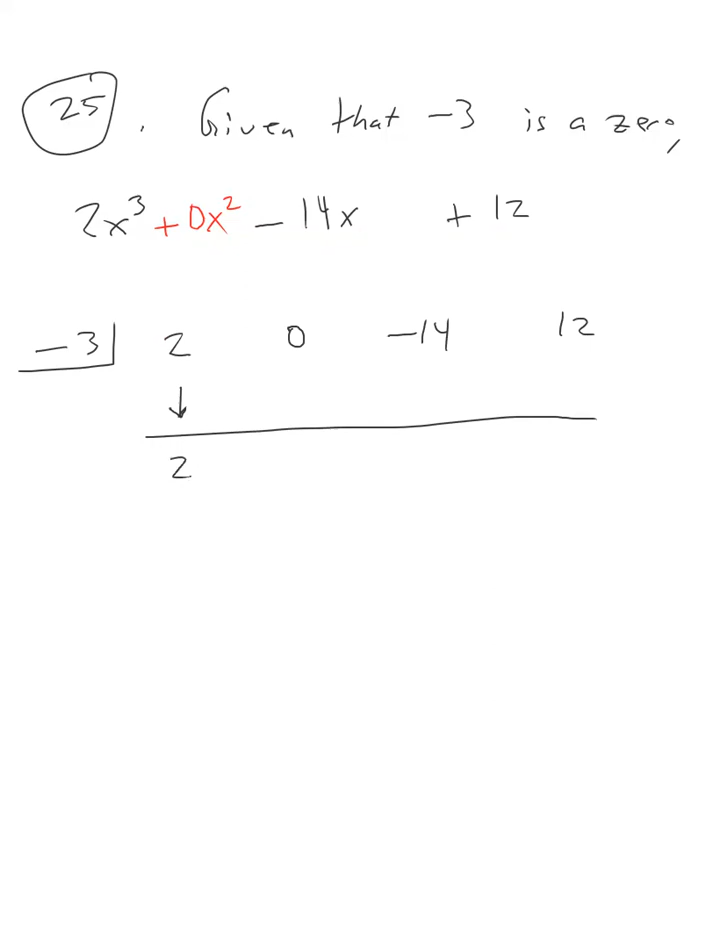 25. Given that -3 is a zero,
2x³ + 0x² - 14x + 12
-3| 2 0 -14 12
↓
2